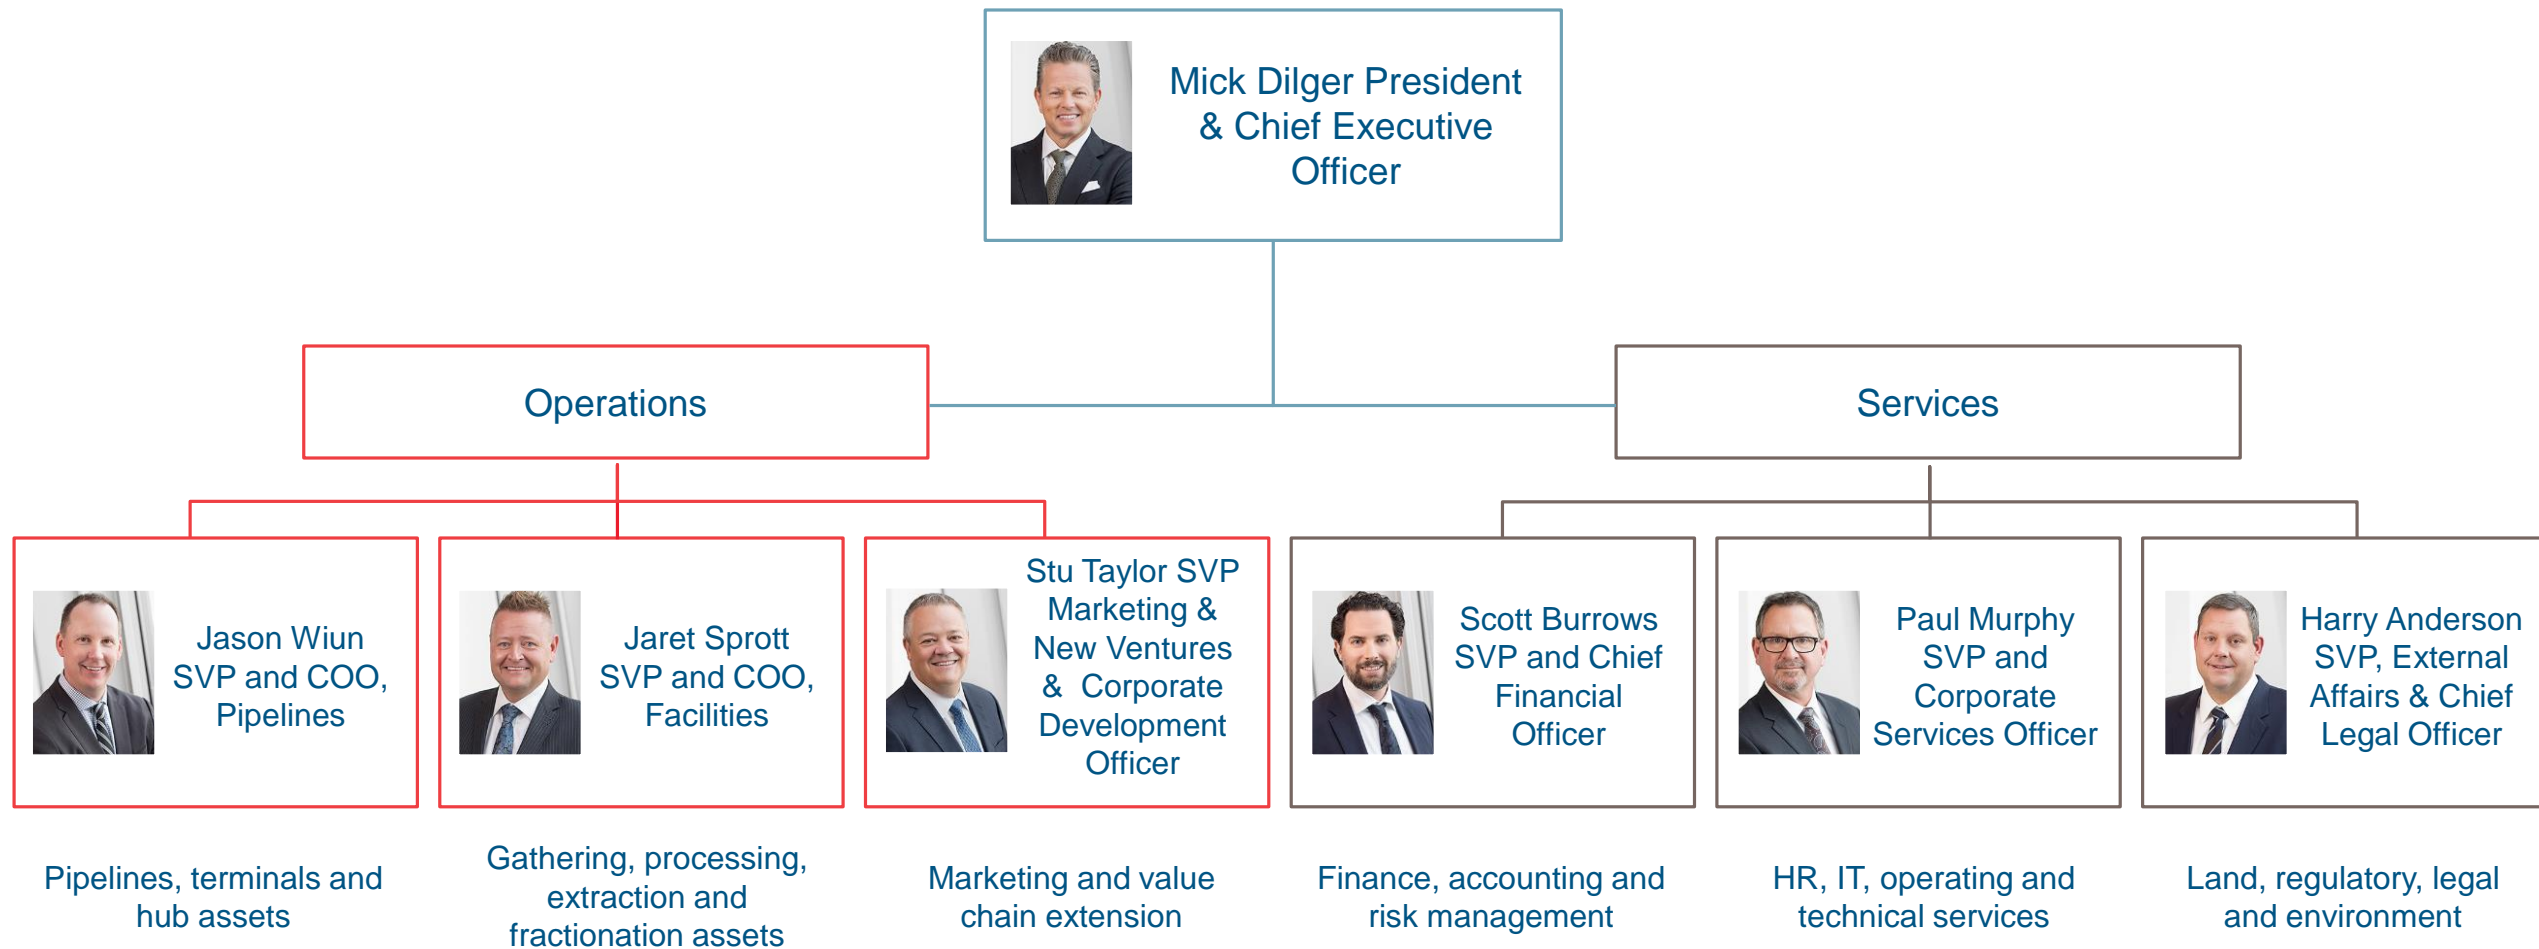 Mick Dilger President
& Chief Executive
Officer
Operations
Services
Jason Wiun
SVP and COO,
Pipelines
Jaret Sprott
SVP and COO,
Facilities
Stu Taylor SVP
Marketing &
New Ventures
& Corporate
Development
Officer
Scott Burrows
SVP and Chief
Financial
Officer
Paul Murphy
SVP and
Corporate
Services Officer
Harry Anderson
SVP, External
Affairs & Chief
Legal Officer
Pipelines, terminals and
hub assets
Gathering, processing,
extraction and
fractionation assets
Marketing and value
chain extension
Finance, accounting and
risk management
HR, IT, operating and
technical services
Land, regulatory, legal
and environment